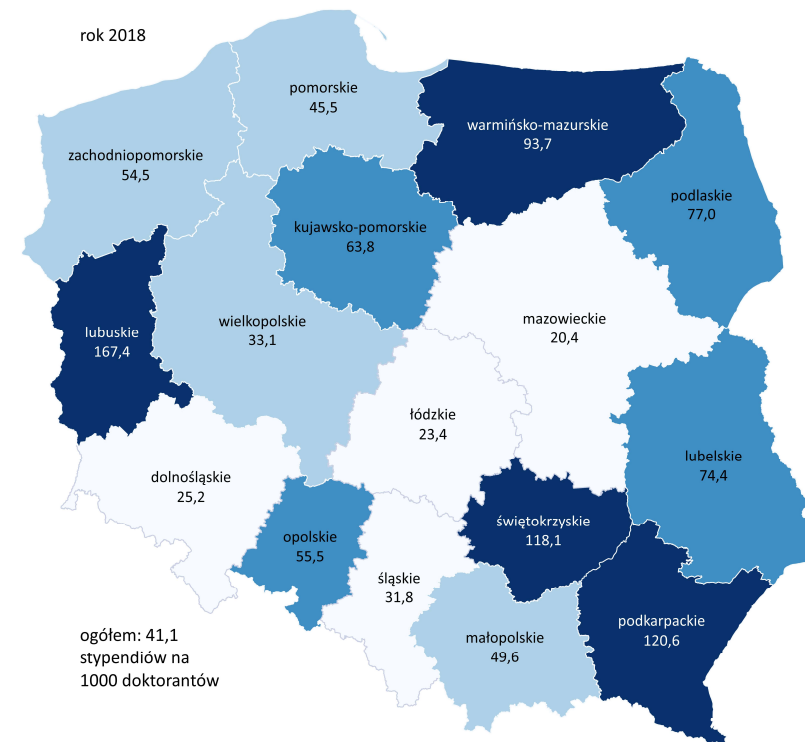 rok 2018
pomorskie
45,5
warmińsko-mazurskie
93,7
zachodniopomorskie
54,5
podlaskie
77,0
kujawsko-pomorskie
63,8
lubuskie
167,4
wielkopolskie
33,1
mazowieckie
20,4
łódzkie
23,4
lubelskie
74,4
dolnośląskie
25,2
opolskie
55,5
świętokrzyskie
118,1
śląskie
31,8
małopolskie
49,6
podkarpackie
120,6
ogółem: 41,1
stypendiów na
1000 doktorantów